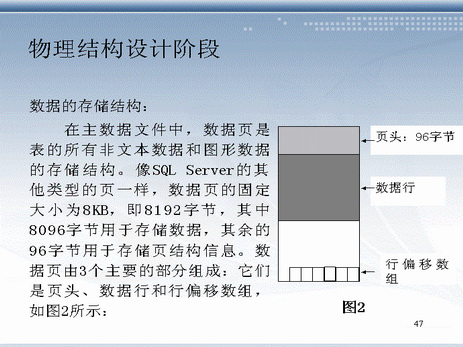 物理结构设计阶段
数据的存储结构：
在主数据文件中，数据页是
表的所有非文本数据和图形数据
的存储结构。像SQL Server的其
他类型的页一样，数据页的固定
大小为8KB，即8192字节，其中
8096字节用于存储数据，其余的
96字节用于存储页结构信息。数
据页由3个主要的部分组成：它们
是页头、数据行和行偏移数组，
如图2所示：
页头：96字节
数据行
行偏移数
组
图2
47